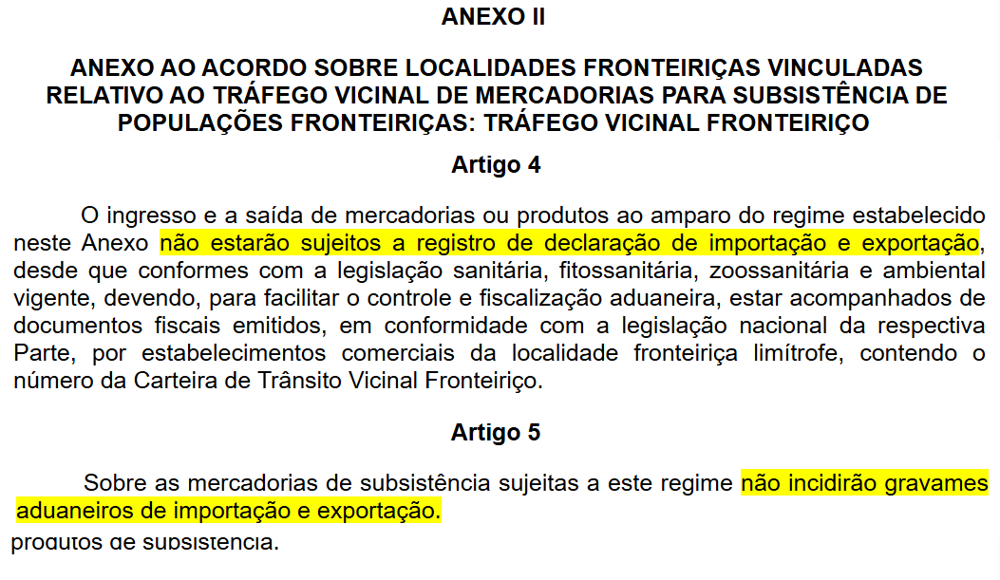 ANEXO II
ANEXO AO ACORDO SOBRE LOCALIDADES FRONTEIRIÇAS VINCULADAS
RELATIVO AO TRÁFEGO VICINAL DE MERCADORIAS PARA SUBSISTÊNCIA DE
POPULAÇÕES FRONTEIRIÇAS: TRÁFEGO VICINAL FRONTEIRIÇO
Artigo 4
O ingresso e a saída de mercadorias ou produtos ao amparo do regime estabelecido
neste Anexo não estarão sujeitos a registro de declaração de importação e exportação,
desde que conformes com a legislação sanitária, fitossanitária, zoossanitária e ambiental
vigente, devendo, para facilitar o controle e fiscalização aduaneira, estar acompanhados de
documentos fiscais emitidos, em conformidade com a legislação nacional da respectiva
Parte, por estabelecimentos comerciais da localidade fronteiriça limítrofe, contendo o
número da Carteira de Trânsito Vicinal Fronteiriço.
Artigo 5
Sobre as mercadorias de subsistência sujeitas a este regime não incidirão gravames
aduaneiros de importação e exportação.
produtos de subsistência.